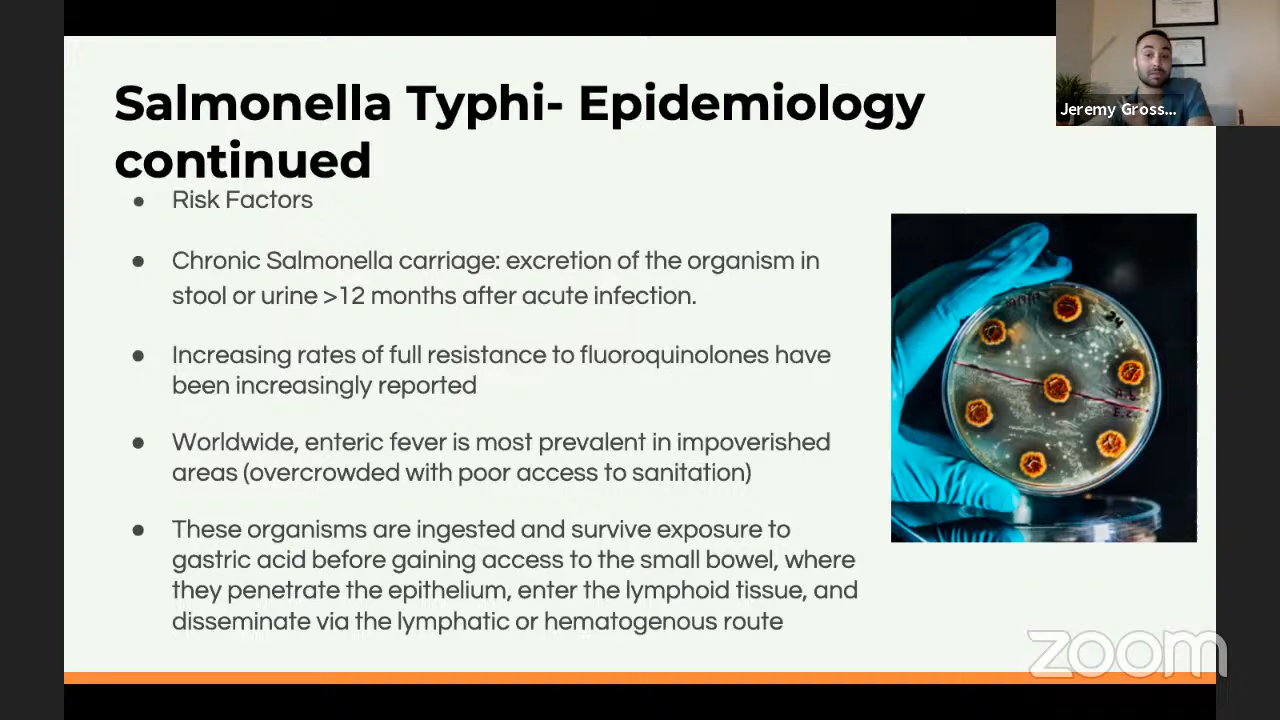 Salmonella Typhi- Epidemiology
continued
Jeremy Gross...
● Risk Factors
● Chronic Salmonella carriage: excretion of the organism in
stool or urine >12 months after acute infection.
● Increasing rates of full resistance to fluoroquinolones have
been increasingly reported
● Worldwide, enteric fever is most prevalent in impoverished
areas (overcrowded with poor access to sanitation)
● These organisms are ingested and survive exposure to
gastric acid before gaining access to the small bowel, where
they penetrate the epithelium, enter the lymphoid tissue, and
disseminate via the lymphatic or hematogenous route
24
zoom